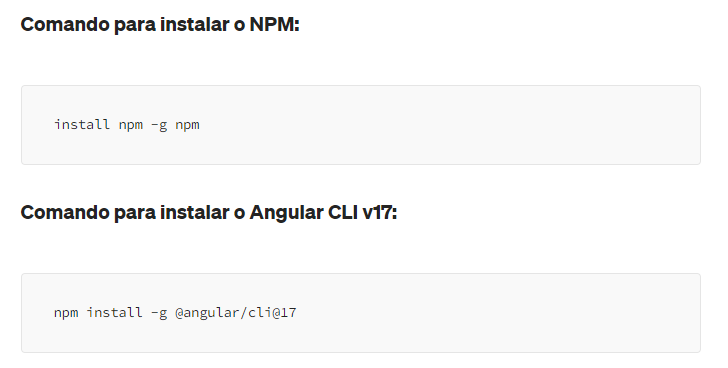 Comando para instalar o NPM:
install npm -g npm
Comando para instalar o Angular CLI v17:
npm install -g @angular/cli@17